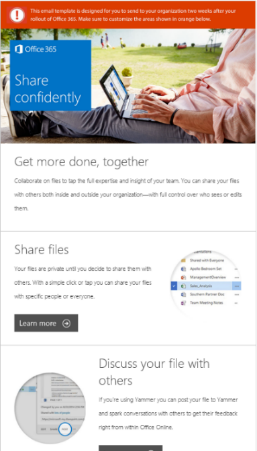 This email template is designed for you to send to your organization two weeks after your
rollout of Office 365. Make sure to customize the areas shown in orange below.
Office 365
Share
confidently
Get more done, together
Collaborate on files to tap the full expertise and insight of your team. You can share your files
with others both inside and outside your organization—with full control over who sees or edits
them.
Share files
Your files are private until you decide to share them with
others. With a simple click or tap you can share your files
with specific people or everyone.
Learn more
Shared with Everyone
Apollo Bedroom Set
ManagementOverview
Sales_Analysis
Southern Partner
Team Meeting Notes
Discuss your file with
others
If you're using Yammer you can post your file to Yammer
and spark conversations with others to get their feedback
right from within Office Online.